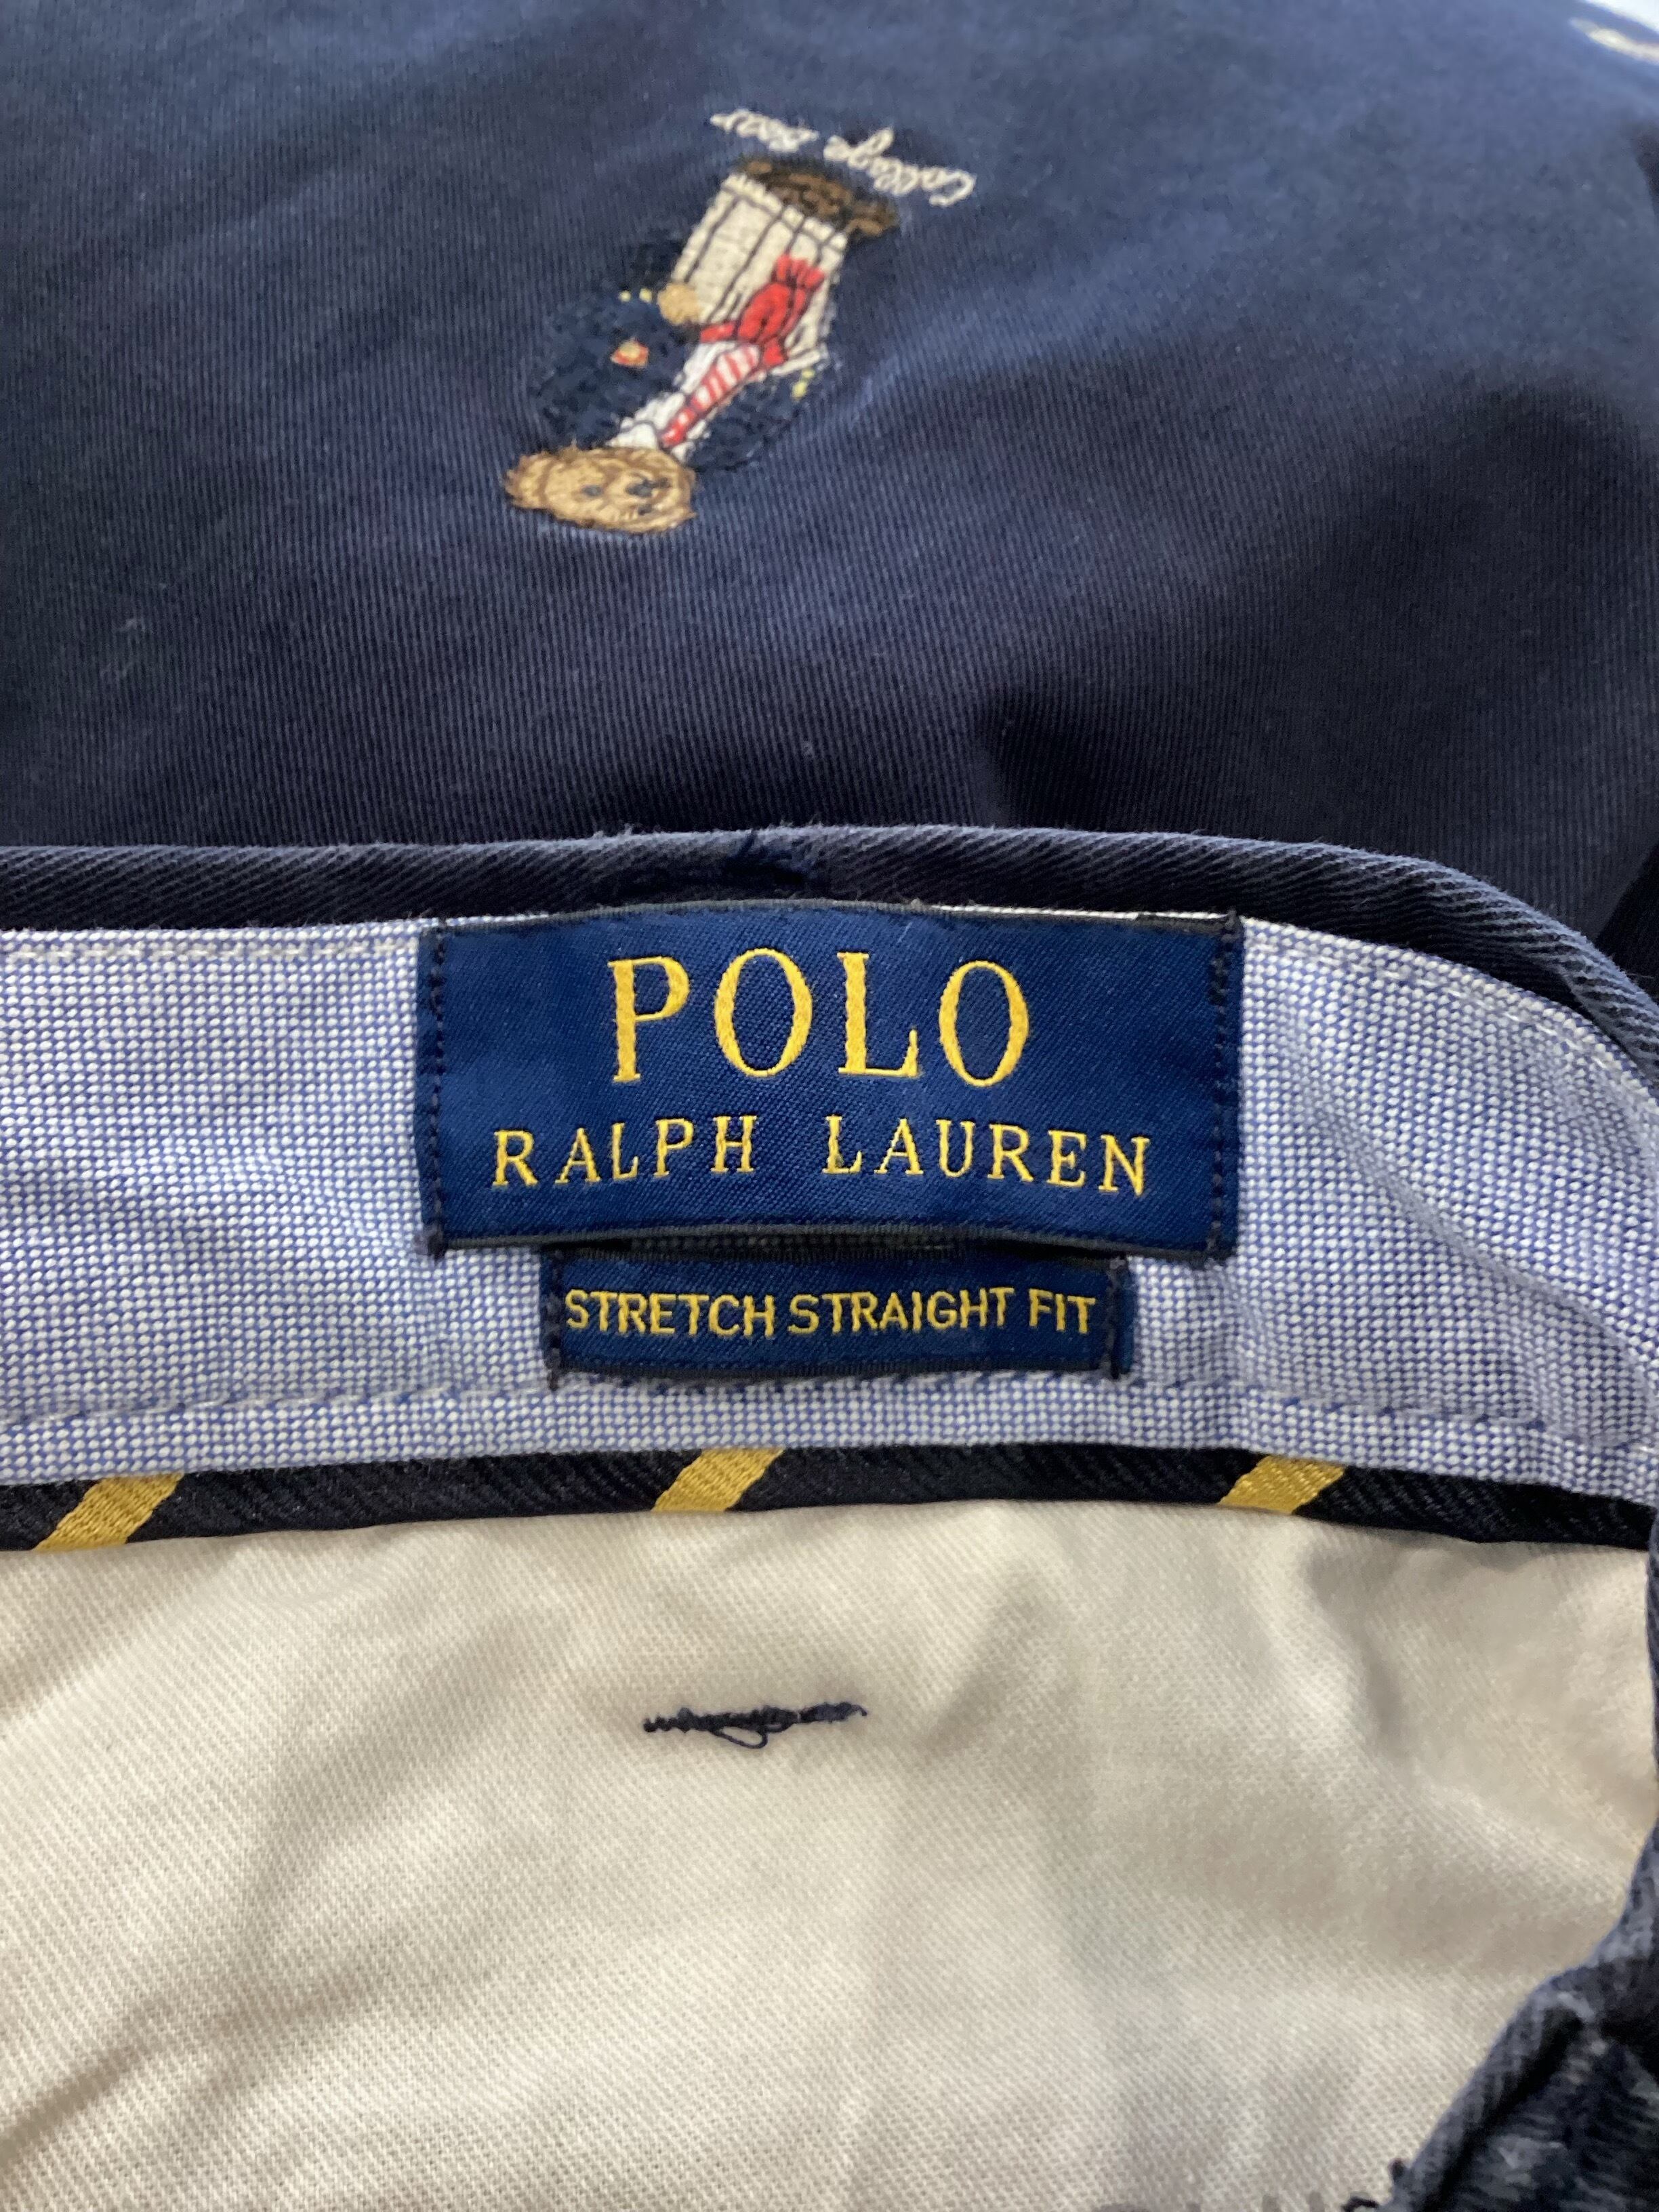 College Bear
POLO
RALPH LAUREN
STRETCH STRAIGHT FIT